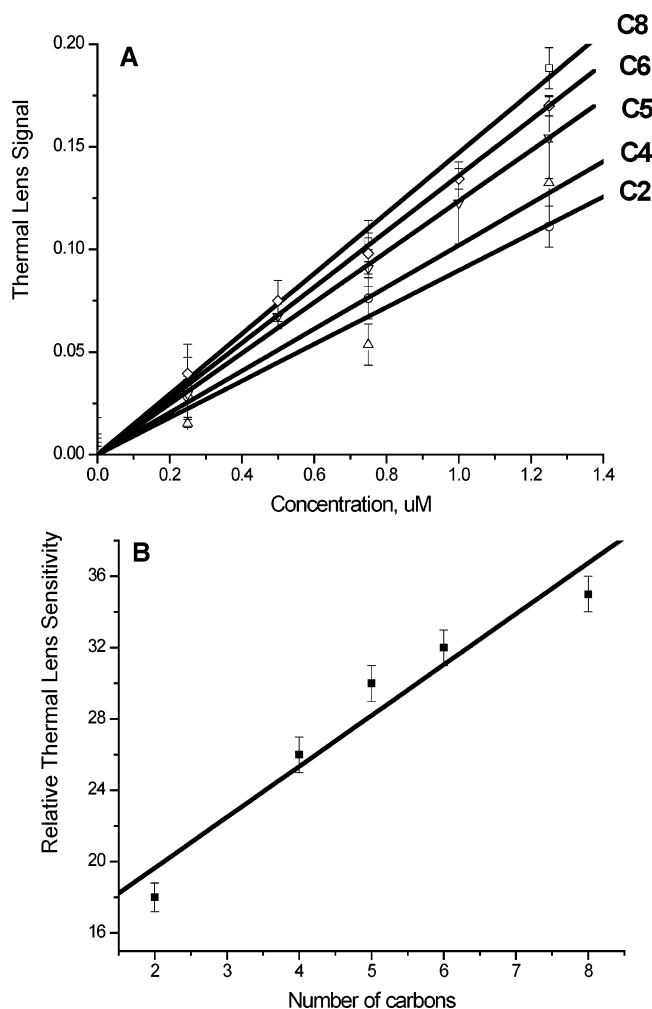 A
C8
C6
C5
C4
C2
0.20
0.15
0.10
0.05
0.00
Thermal Lens Signal
0.0 0.2 0.4 0.6 0.8 1.0 1.2 1.4
Concentration, uM
B
36
32
28
24
20
16
Relative Thermal Lens Sensitivity
2 3 4 5 6 7 8
Number of carbons